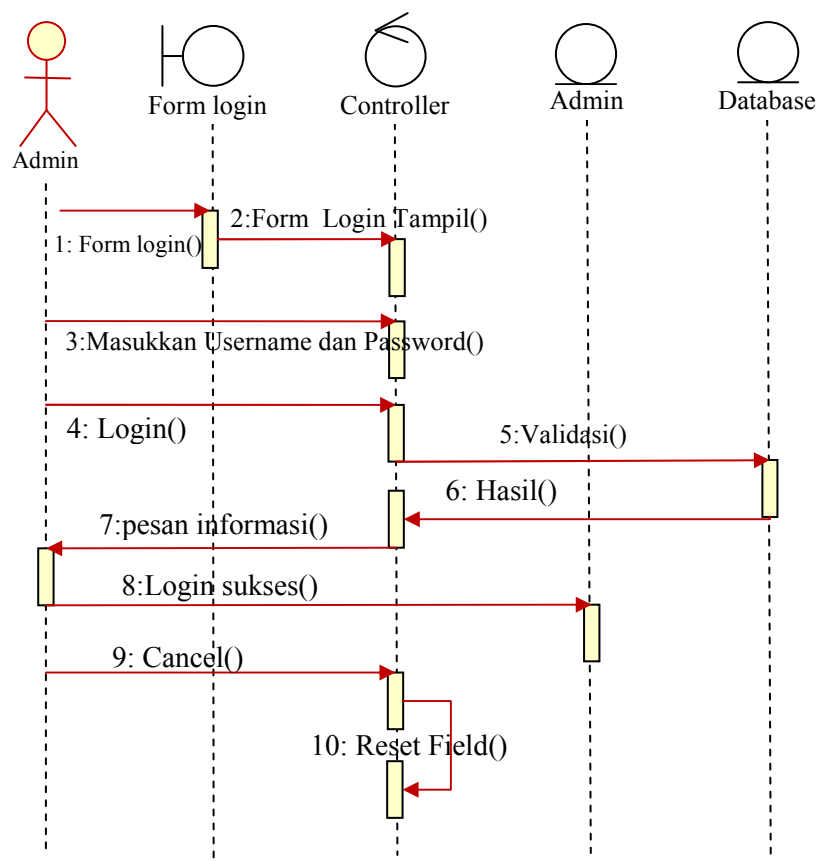 Form login
Controller
Admin
Database
Admin
2:Form  Login Tampil()
1: Form login()
3:Masukkan Username dan Password()
4: Login()
5:Validasi()
6: Hasil()
7:pesan informasi()
8:Login sukses()
9: Cancel()
10: Reset Field()